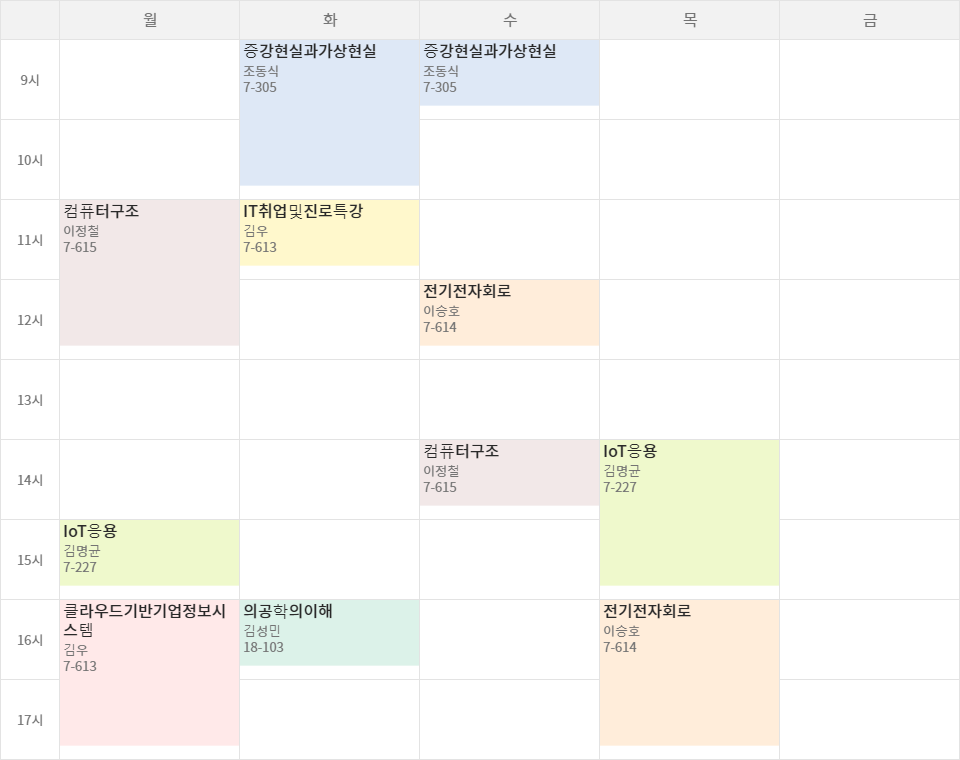 월 화 수 목 금
9시
증강현실과가상현실
조동식
7-305
증강현실과가상현실
조동식
7-305
10시
11시
컴퓨터구조
이정철
7-615
IT취업및진로특강
김우
7-613
12시
전기전자회로
이승호
7-614
13시
14시
컴퓨터구조
이정철
7-615
IoT응용
김명균
7-227
15시
IoT응용
김명균
7-227
16시
클라우드기반기업정보시
스템
김우
7-613
의공학의이해
김성민
18-103
전기전자회로
이승호
7-614
17시